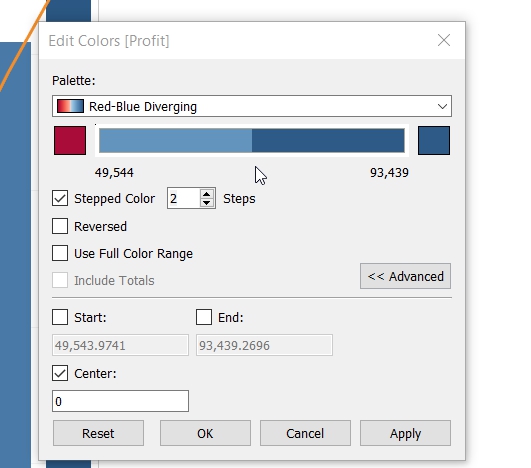 Edit Colors [Profit]
Palette:
Red-Blue Diverging
49,544 93,439
Stepped Color 2 Steps
Reversed
Use Full Color Range
Include Totals
<< Advanced
Start: End:
49,543.9741 93,439.2696
Center:
0
Reset OK Cancel Apply